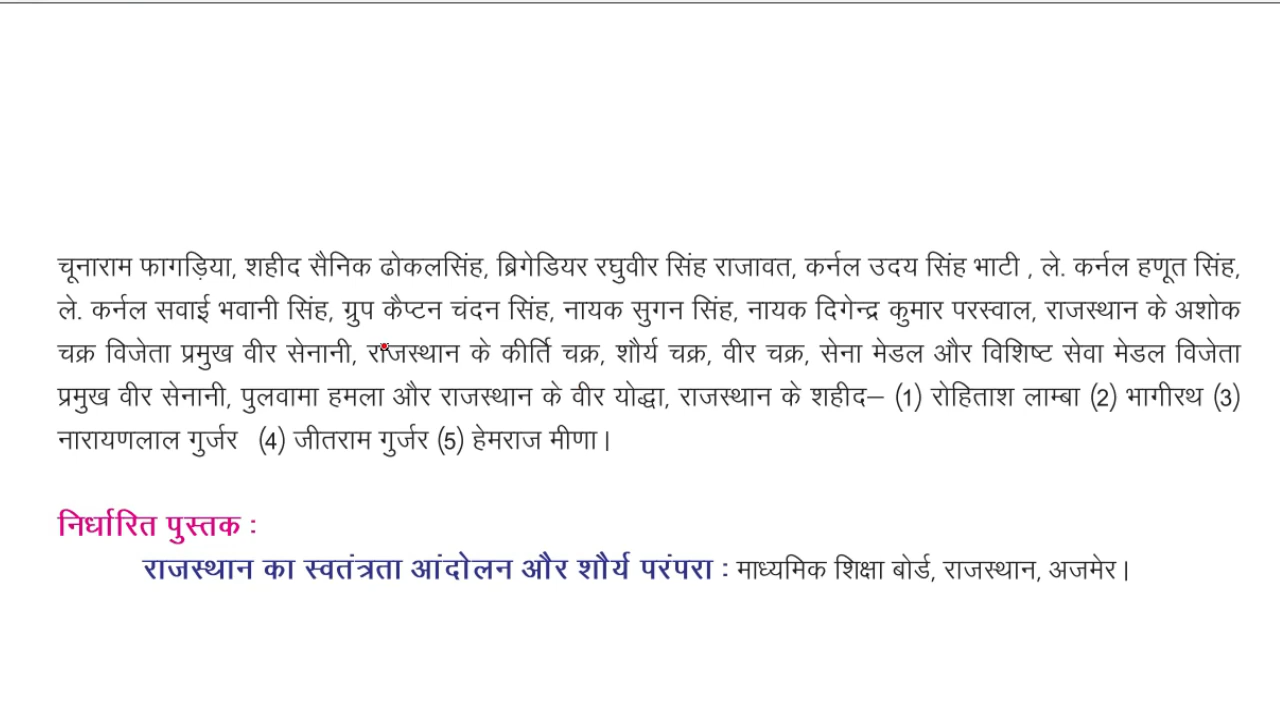 चूनाराम फागड़िया, शहीद सैनिक ढोकलसिंह, ब्रिगेडियर रघुवीर सिंह राजावत, कर्नल उदय सिंह भाटी , ले. कर्नल हणूत सिंह,
ले. कर्नल सवाई भवानी सिंह, ग्रुप कैप्टन चंदन सिंह, नायक सुगन सिंह, नायक दिगेन्द्र कुमार परस्वाल, राजस्थान के अशोक
चक्र विजेता प्रमुख वीर सेनानी, राजस्थान के कीर्ति चक्र, शौर्य चक्र, वीर चक्र, सेना मेडल और विशिष्ट सेवा मेडल विजेता
प्रमुख वीर सेनानी, पुलवामा हमला और राजस्थान के वीर योद्धा, राजस्थान के शहीद– (1) रोहिताश लाम्बा (2) भागीरथ (3)
नारायणलाल गुर्जर (4) जीतराम गुर्जर (5) हेमराज मीणा।
निर्धारित पुस्तक :
राजस्थान का स्वतंत्रता आंदोलन और शौर्य परंपरा : माध्यमिक शिक्षा बोर्ड, राजस्थान, अजमेर।